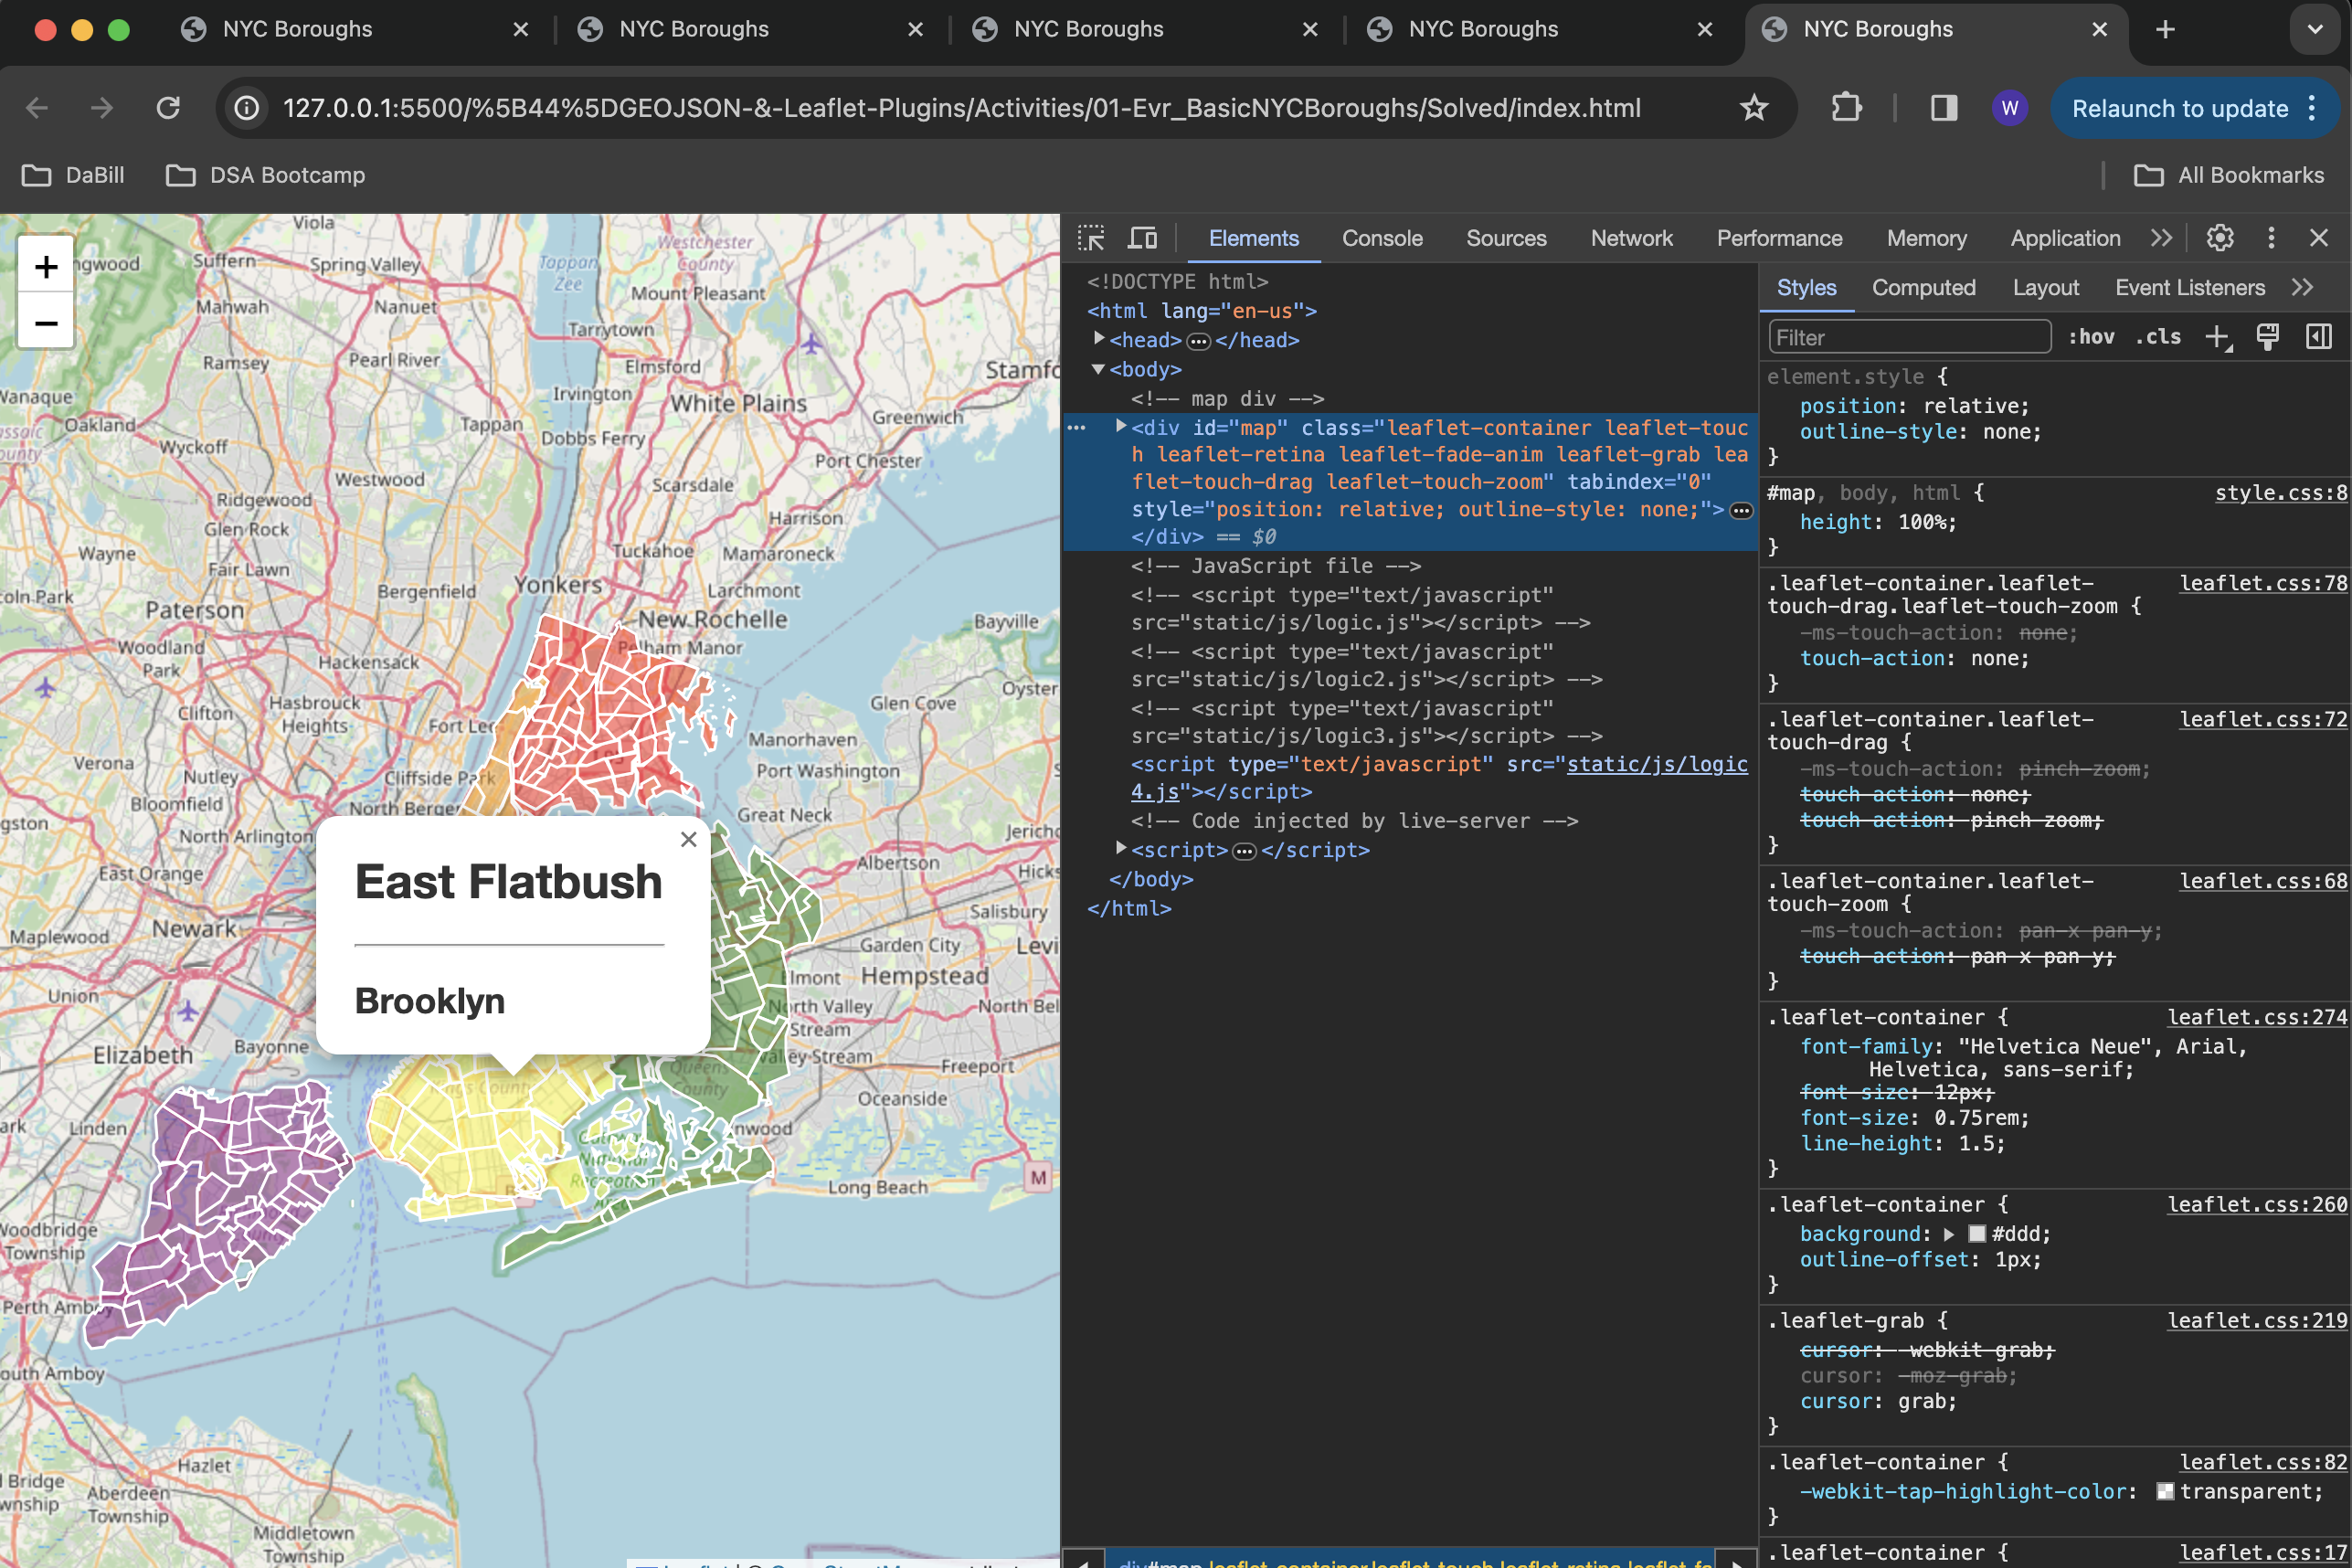 NYC Boroughs
NYC Boroughs
NYC Boroughs
NYC Boroughs
NYC Boroughs
127.0.0.1:5500/%5B44%5DGEOJSON-&-Leaflet-Plugins/Activities/01-Evr_BasicNYCBoroughs/Solved/index.html
W
Relaunch to update
DaBill
DSA Bootcamp
All Bookmarks
+
−
Viola
Westchester
County
Suffern
Spring Valley
Tappan
Zee
Mount Pleasant
Mahwah
Nanuet
Tarrytown
Ramsey
Pearl River
Elmsford
Irvington
White Plains
Greenwich
Oakland
Tappan
Dobbs Ferry
Wyckoff
Port Chester
Westwood
Scarsdale
Ridgewood
Glen Rock
Harrison
Wayne
Tuckahoe
Mamaroneck
Fair Lawn
Bergenfield
Larchmont
Yonkers
Paterson
New Rochelle
Bayville
Woodland
Park
Pelham Manor
Hackensack
Oyster
Hasbrouck
Heights
Glen Cove
Clifton
Manorhaven
Verona
Nutley
Cliffside Park
Port Washington
Bloomfield
Great Neck
North Arlington
East Orange
Albertson
Salisbury
Newark
Maplewood
Garden City
Elmont
Hempstead
North Valley
Stream
Union
Valley Stream
Bayonne
Elizabeth
Freeport
Kings County
Queens
County
Oceanside
Linden
National
Recreation
Long Beach
M
Woodbridge
Township
Perth Amboy
Hazlet
Aberdeen
Township
Middletown
Township
East Flatbush
Brooklyn
×
Elements
Console
Sources
Network
Performance
Memory
Application
<!DOCTYPE html>
<html lang="en-us">
<head>…</head>
<body>
<!-- map div -->
<div id="map" class="leaflet-container leaflet-touc
h leaflet-retina leaflet-fade-anim leaflet-grab lea
flet-touch-drag leaflet-touch-zoom" tabindex="0"
style="position: relative; outline-style: none;">…
</div> == $0
<!-- JavaScript file -->
<!-- <script type="text/javascript"
src="static/js/logic.js"></script> -->
<!-- <script type="text/javascript"
src="static/js/logic2.js"></script> -->
<!-- <script type="text/javascript"
src="static/js/logic3.js"></script> -->
<script type="text/javascript" src="static/js/logic
4.js"></script>
<!-- Code injected by live-server -->
<script>…</script>
</body>
</html>
Styles
Computed
Layout
Event Listeners
Filter
:hov
.cls
element.style {
position: relative;
outline-style: none;
}
#map, body, html {
style.css:8
height: 100%;
}
.leaflet-container.leaflet-
leaflet.css:78
touch-drag.leaflet-touch-zoom {
-ms-touch-action: none;
touch-action: none;
}
.leaflet-container.leaflet-
leaflet.css:72
touch-drag {
-ms-touch-action: pinch-zoom;
touch-action: none;
touch-action: pinch-zoom;
}
.leaflet-container.leaflet-
leaflet.css:68
touch-zoom {
-ms-touch-action: pan-x pan-y;
touch-action: pan-x pan-y;
}
.leaflet-container {
leaflet.css:274
font-family: "Helvetica Neue", Arial,
Helvetica, sans-serif;
font-size: 12px;
font-size: 0.75rem;
line-height: 1.5;
}
.leaflet-container {
leaflet.css:260
background: #ddd;
outline-offset: 1px;
}
.leaflet-grab {
leaflet.css:219
cursor: -webkit-grab;
cursor: -moz-grab;
cursor: grab;
}
.leaflet-container {
leaflet.css:82
-webkit-tap-highlight-color: transparent;
}
.leaflet-container {
leaflet.css:17